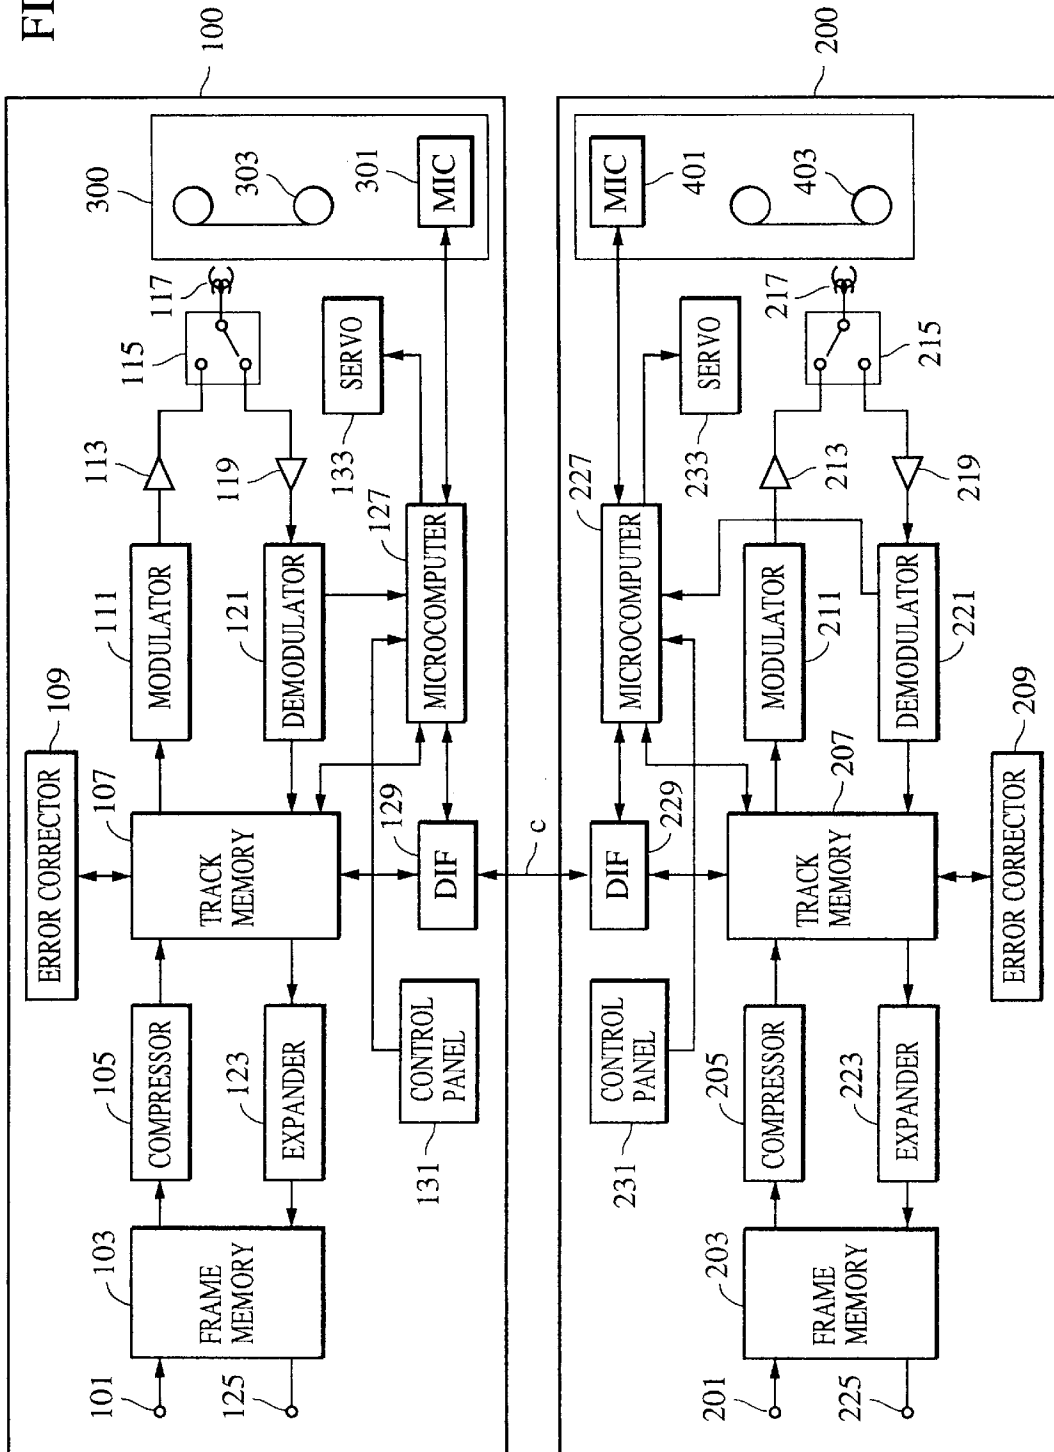 FI
100
300
303
301
MIC
117
115
133
SERVO
113
119
127
MICROCOMPUTER
111
MODULATOR
121
DEMODULATOR
109
ERROR CORRECTOR
107
TRACK
MEMORY
129
DIF
105
COMPRESSOR
123
EXPANDER
CONTROL
PANEL
131
103
FRAME
MEMORY
101
125
c
200
MIC
401
403
217
215
SERVO
233
227
MICROCOMPUTER
213
219
MODULATOR
211
DEMODULATOR
221
207
TRACK
MEMORY
209
ERROR CORRECTOR
DIF
229
CONTROL
PANEL
231
205
COMPRESSOR
223
EXPANDER
203
FRAME
MEMORY
201
225